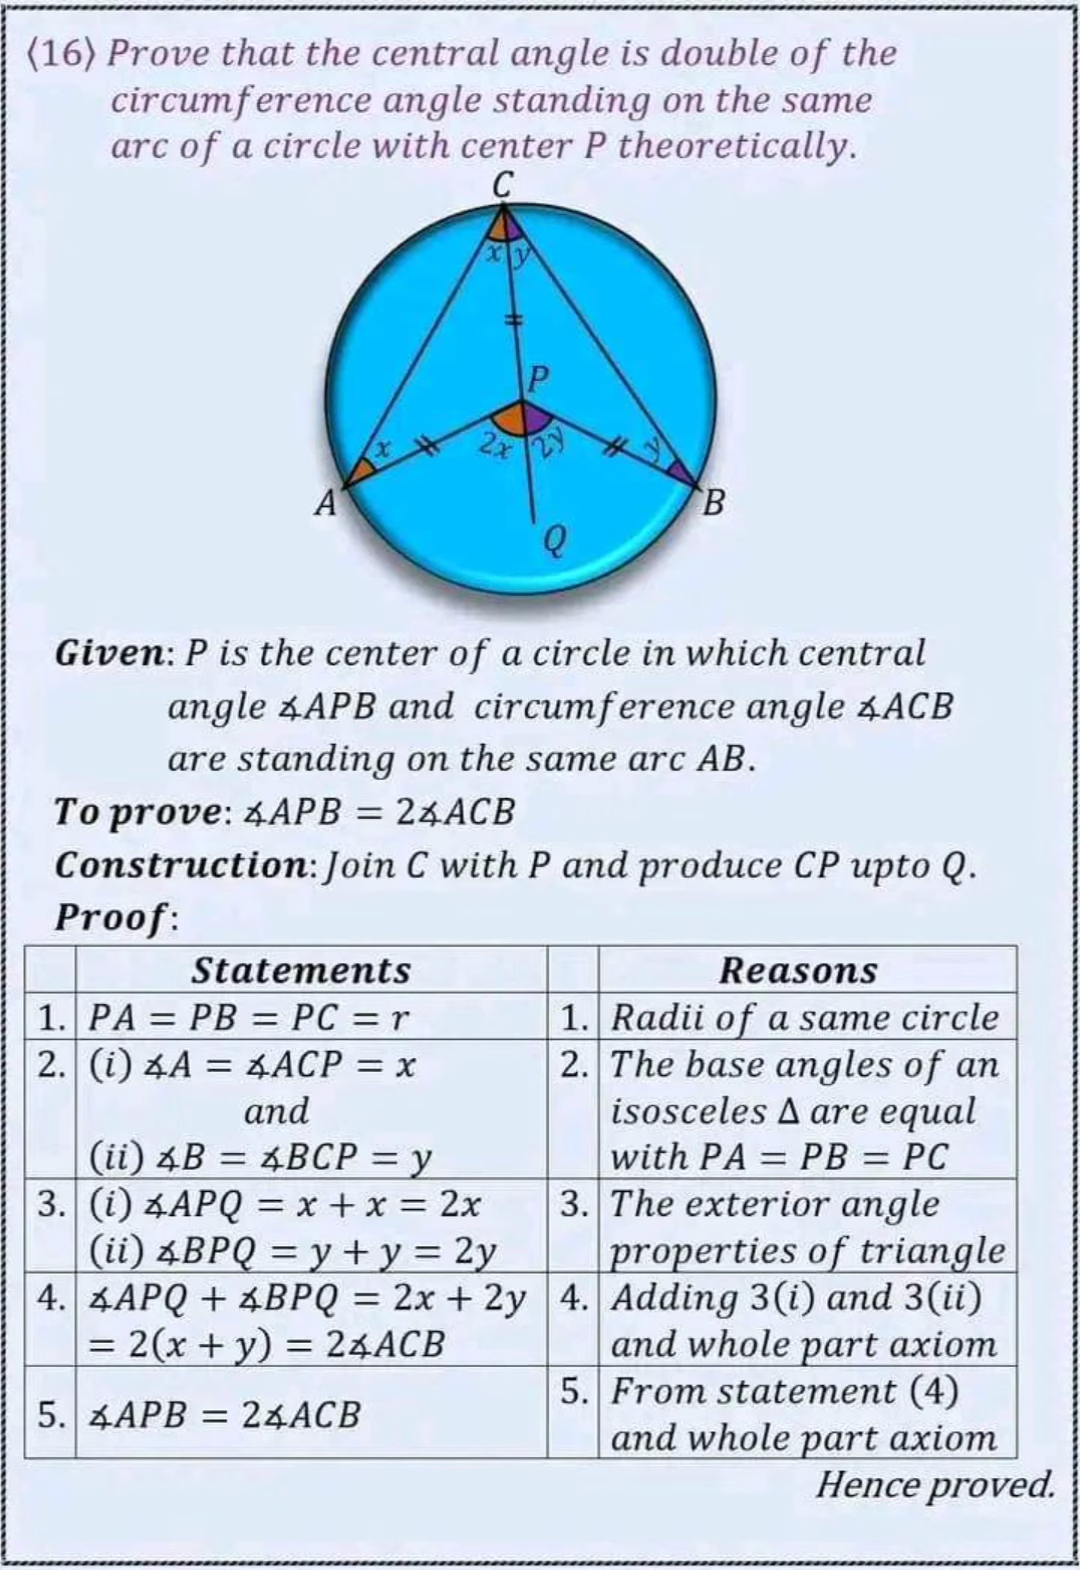 (16) Prove that the central angle is double of the
circumference angle standing on the same
arc of a circle with center P theoretically.
C
x y
P
x 2x 2y y
A B
Q
Given: P is the center of a circle in which central
angle ∡APB and circumference angle ∡ACB
are standing on the same arc AB.
To prove: ∡APB = 2∡ACB
Construction: Join C with P and produce CP upto Q.
Proof:
Statements Reasons
1. PA = PB = PC = r 1. Radii of a same circle
2. (i) ∡A = ∡ACP = x 2. The base angles of an
and isosceles Δ are equal
(ii) ∡B = ∡BCP = y with PA = PB = PC
3. (i) ∡APQ = x + x = 2x 3. The exterior angle
(ii) ∡BPQ = y + y = 2y properties of triangle
4. ∡APQ + ∡BPQ = 2x + 2y 4. Adding 3(i) and 3(ii)
= 2(x + y) = 2∡ACB and whole part axiom
5. ∡APB = 2∡ACB 5. From statement (4)
and whole part axiom
Hence proved.